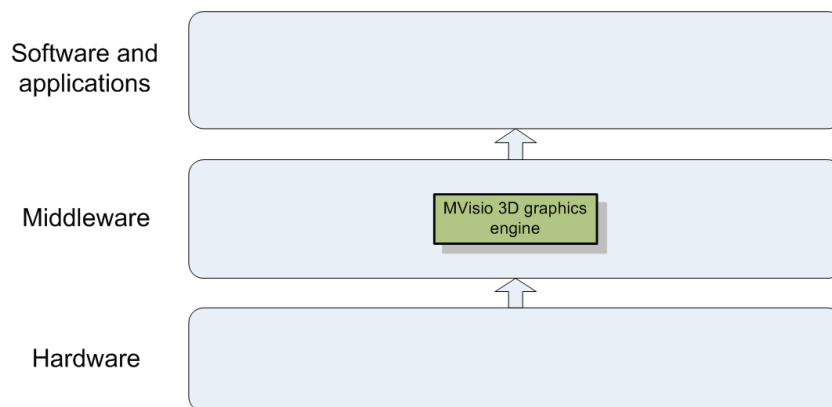 Software and
applications
Middleware
MVisio 3D graphics
engine
Hardware